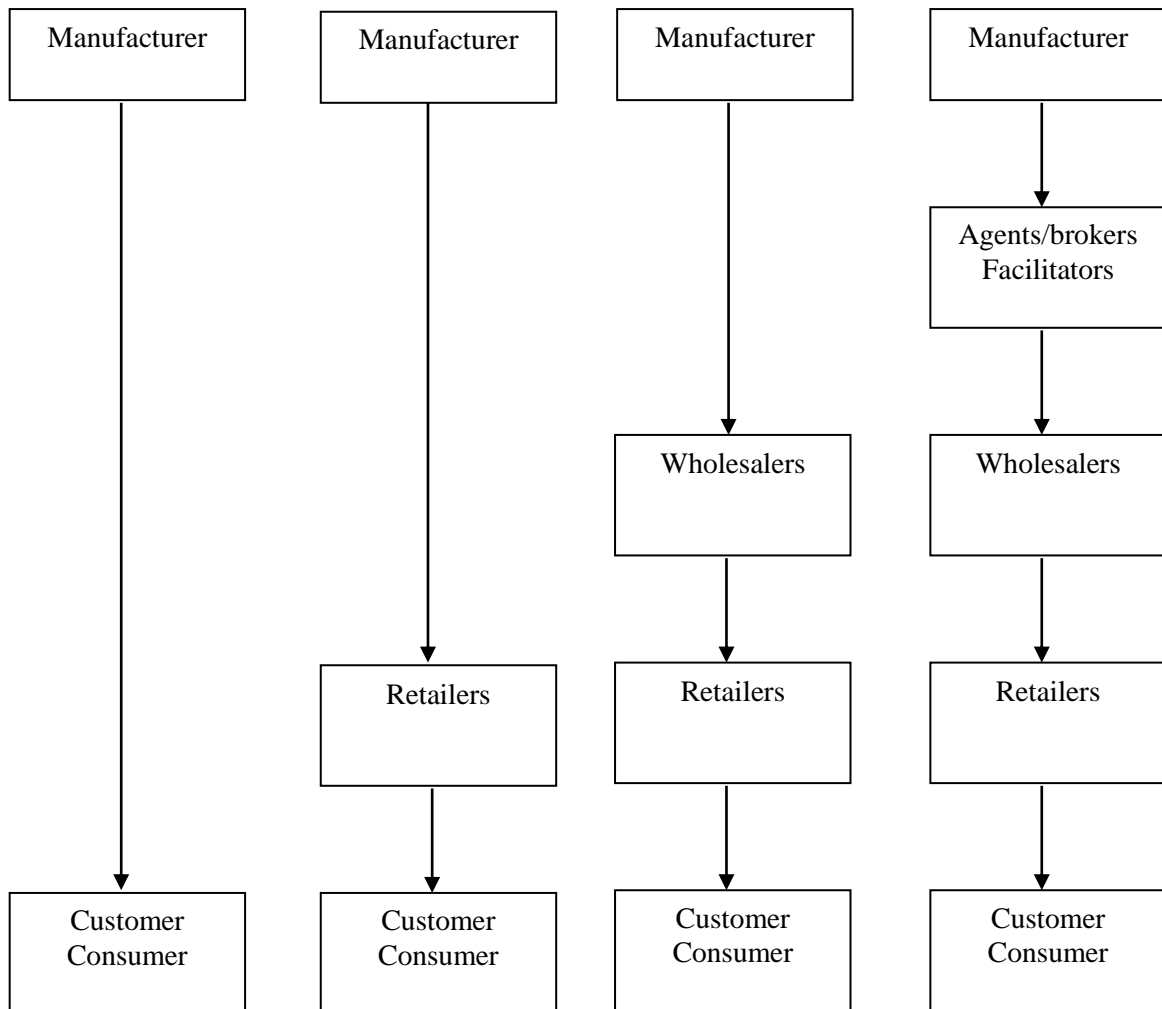 Manufacturer
Manufacturer
Manufacturer
Manufacturer
Agents/brokers
Facilitators
Wholesalers
Wholesalers
Retailers
Retailers
Retailers
Customer
Consumer
Customer
Consumer
Customer
Consumer
Customer
Consumer